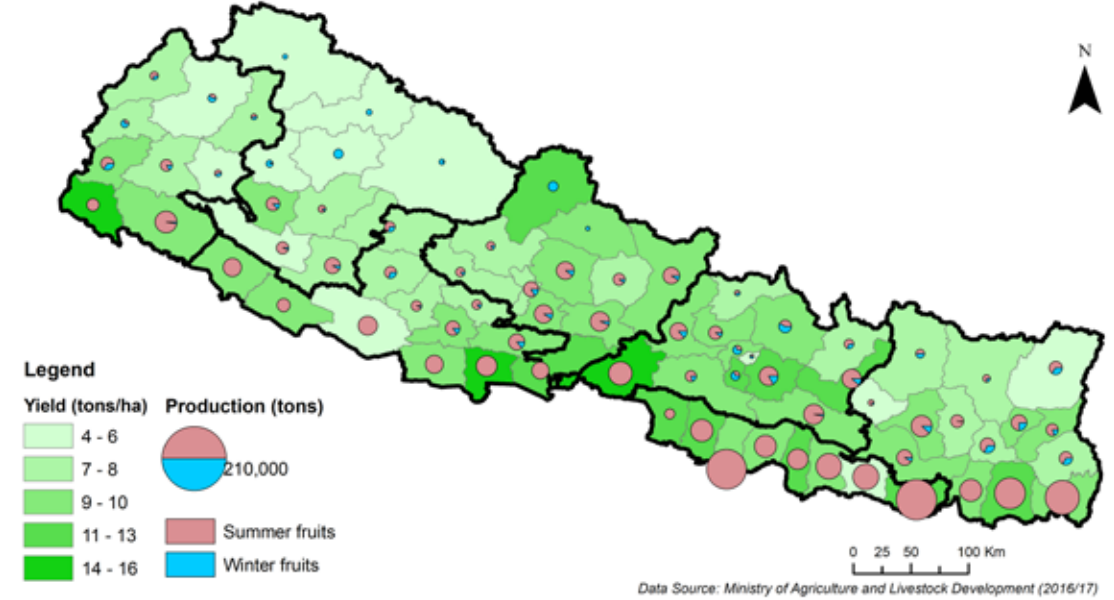 N
Legend
Yield (tons/ha) Production (tons)
4 - 6
7 - 8
9 - 10
11 - 13
14 - 16
210,000
Summer fruits
Winter fruits
0 25 50 100 Km
Data Source: Ministry of Agriculture and Livestock Development (2016/17)